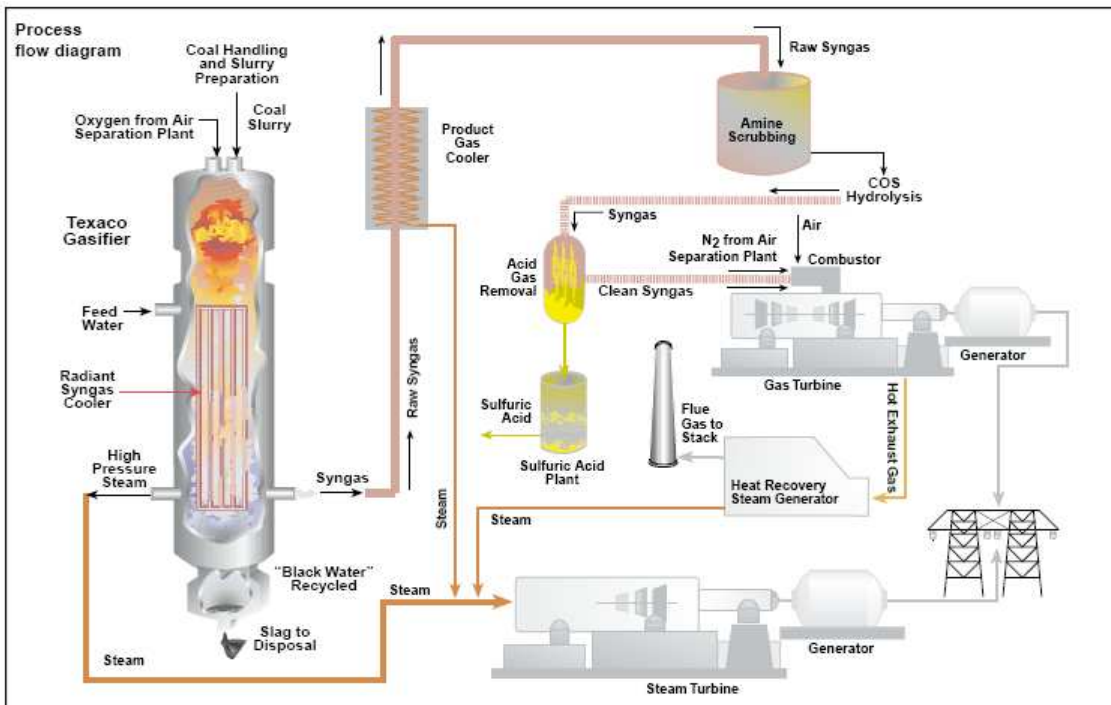 Process
flow diagram
Coal Handling
and Slurry
Preparation
Oxygen from Air
Separation Plant
Coal
Slurry
Texaco
Gasifier
Feed
Water
Radiant
Syngas
Cooler
High
Pressure
Steam
Syngas
"Black Water"
Recycled
Slag to
Disposal
Steam
Steam
Raw Syngas
Product
Gas
Cooler
Steam
Raw Syngas
Amine
Scrubbing
COS
Hydrolysis
Syngas
Air
N2 from Air
Separation Plant
Combustor
Acid
Gas
Removal
Clean Syngas
Generator
Gas Turbine
Hot Exhaust Gas
Sulfuric
Acid
Sulfuric Acid
Plant
Flue
Gas to
Stack
Heat Recovery
Steam Generator
Steam
Generator
Steam Turbine